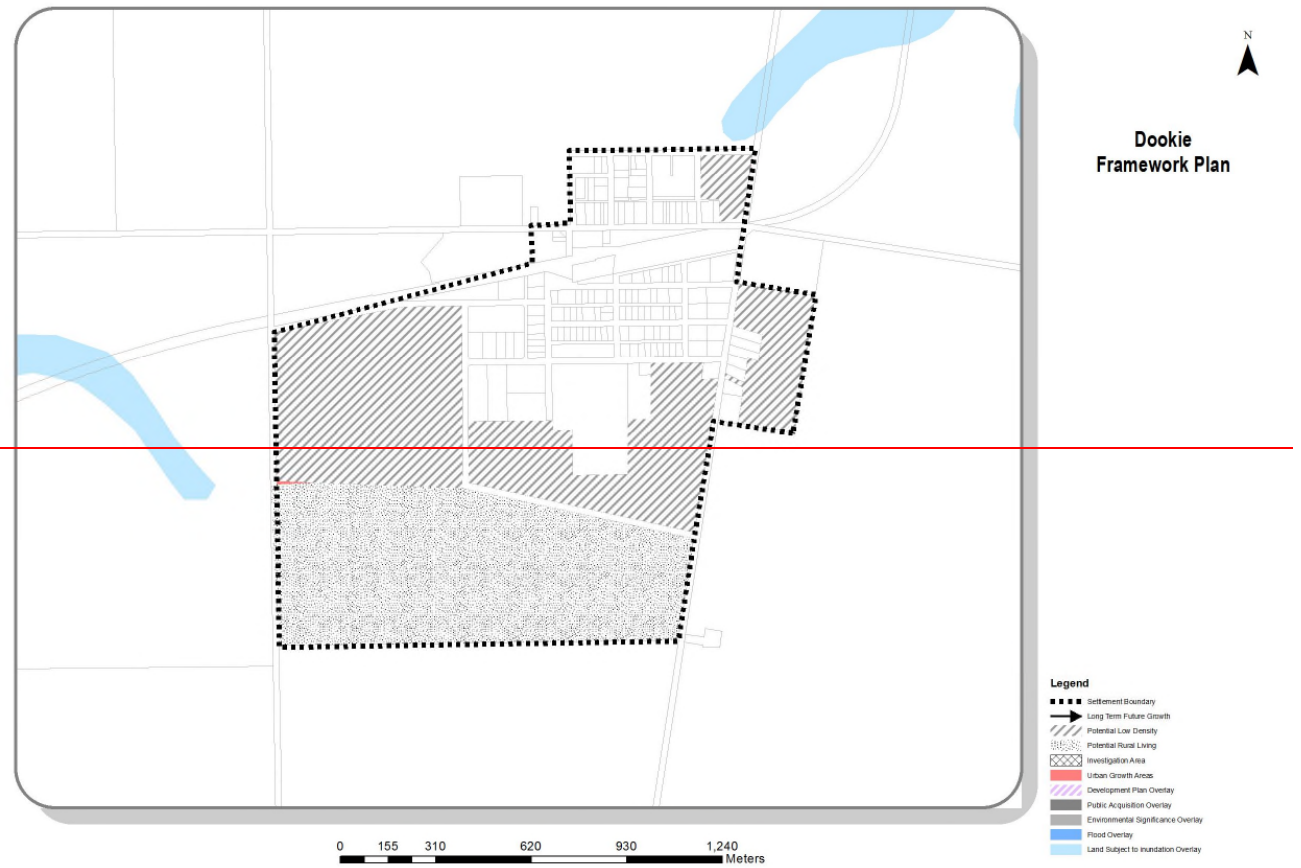 N
Dookie
Framework Plan
Legend
Settlement Boundary
Long Term Future Growth
Potential Low Density
Potential Rural Living
Investigation Area
Urban Growth Areas
Development Plan Overlay
Public Acquisition Overlay
Environmental Significance Overlay
Flood Overlay
Land Subject to inundation Overlay
0 155 310 620 930 1,240
Meters